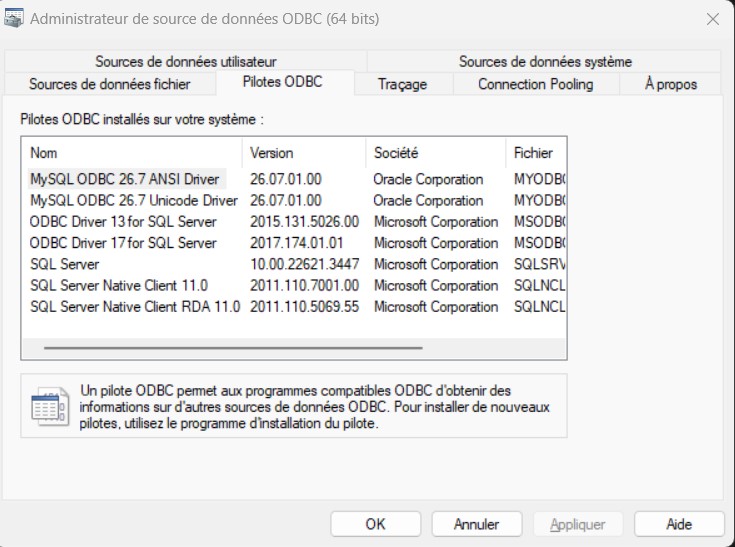 Administrateur de source de données ODBC (64 bits)
Sources de données utilisateur
Sources de données système
Sources de données fichier
Pilotes ODBC
Traçage
Connection Pooling
À propos
Pilotes ODBC installés sur votre système :
Nom Version Société Fichier
MySQL ODBC 26.7 ANSI Driver 26.07.01.00 Oracle Corporation MYODBC
MySQL ODBC 26.7 Unicode Driver 26.07.01.00 Oracle Corporation MYODBC
ODBC Driver 13 for SQL Server 2015.131.5026.00 Microsoft Corporation MSODBC
ODBC Driver 17 for SQL Server 2017.174.01.01 Microsoft Corporation MSODBC
SQL Server 10.00.22621.3447 Microsoft Corporation SQLSRV
SQL Server Native Client 11.0 2011.110.7001.00 Microsoft Corporation SQLNCL
SQL Server Native Client RDA 11.0 2011.110.5069.55 Microsoft Corporation SQLNCL
Un pilote ODBC permet aux programmes compatibles ODBC d'obtenir des
informations sur d'autres sources de données ODBC. Pour installer de nouveaux
pilotes, utilisez le programme d'installation du pilote.
OK
Annuler
Appliquer
Aide